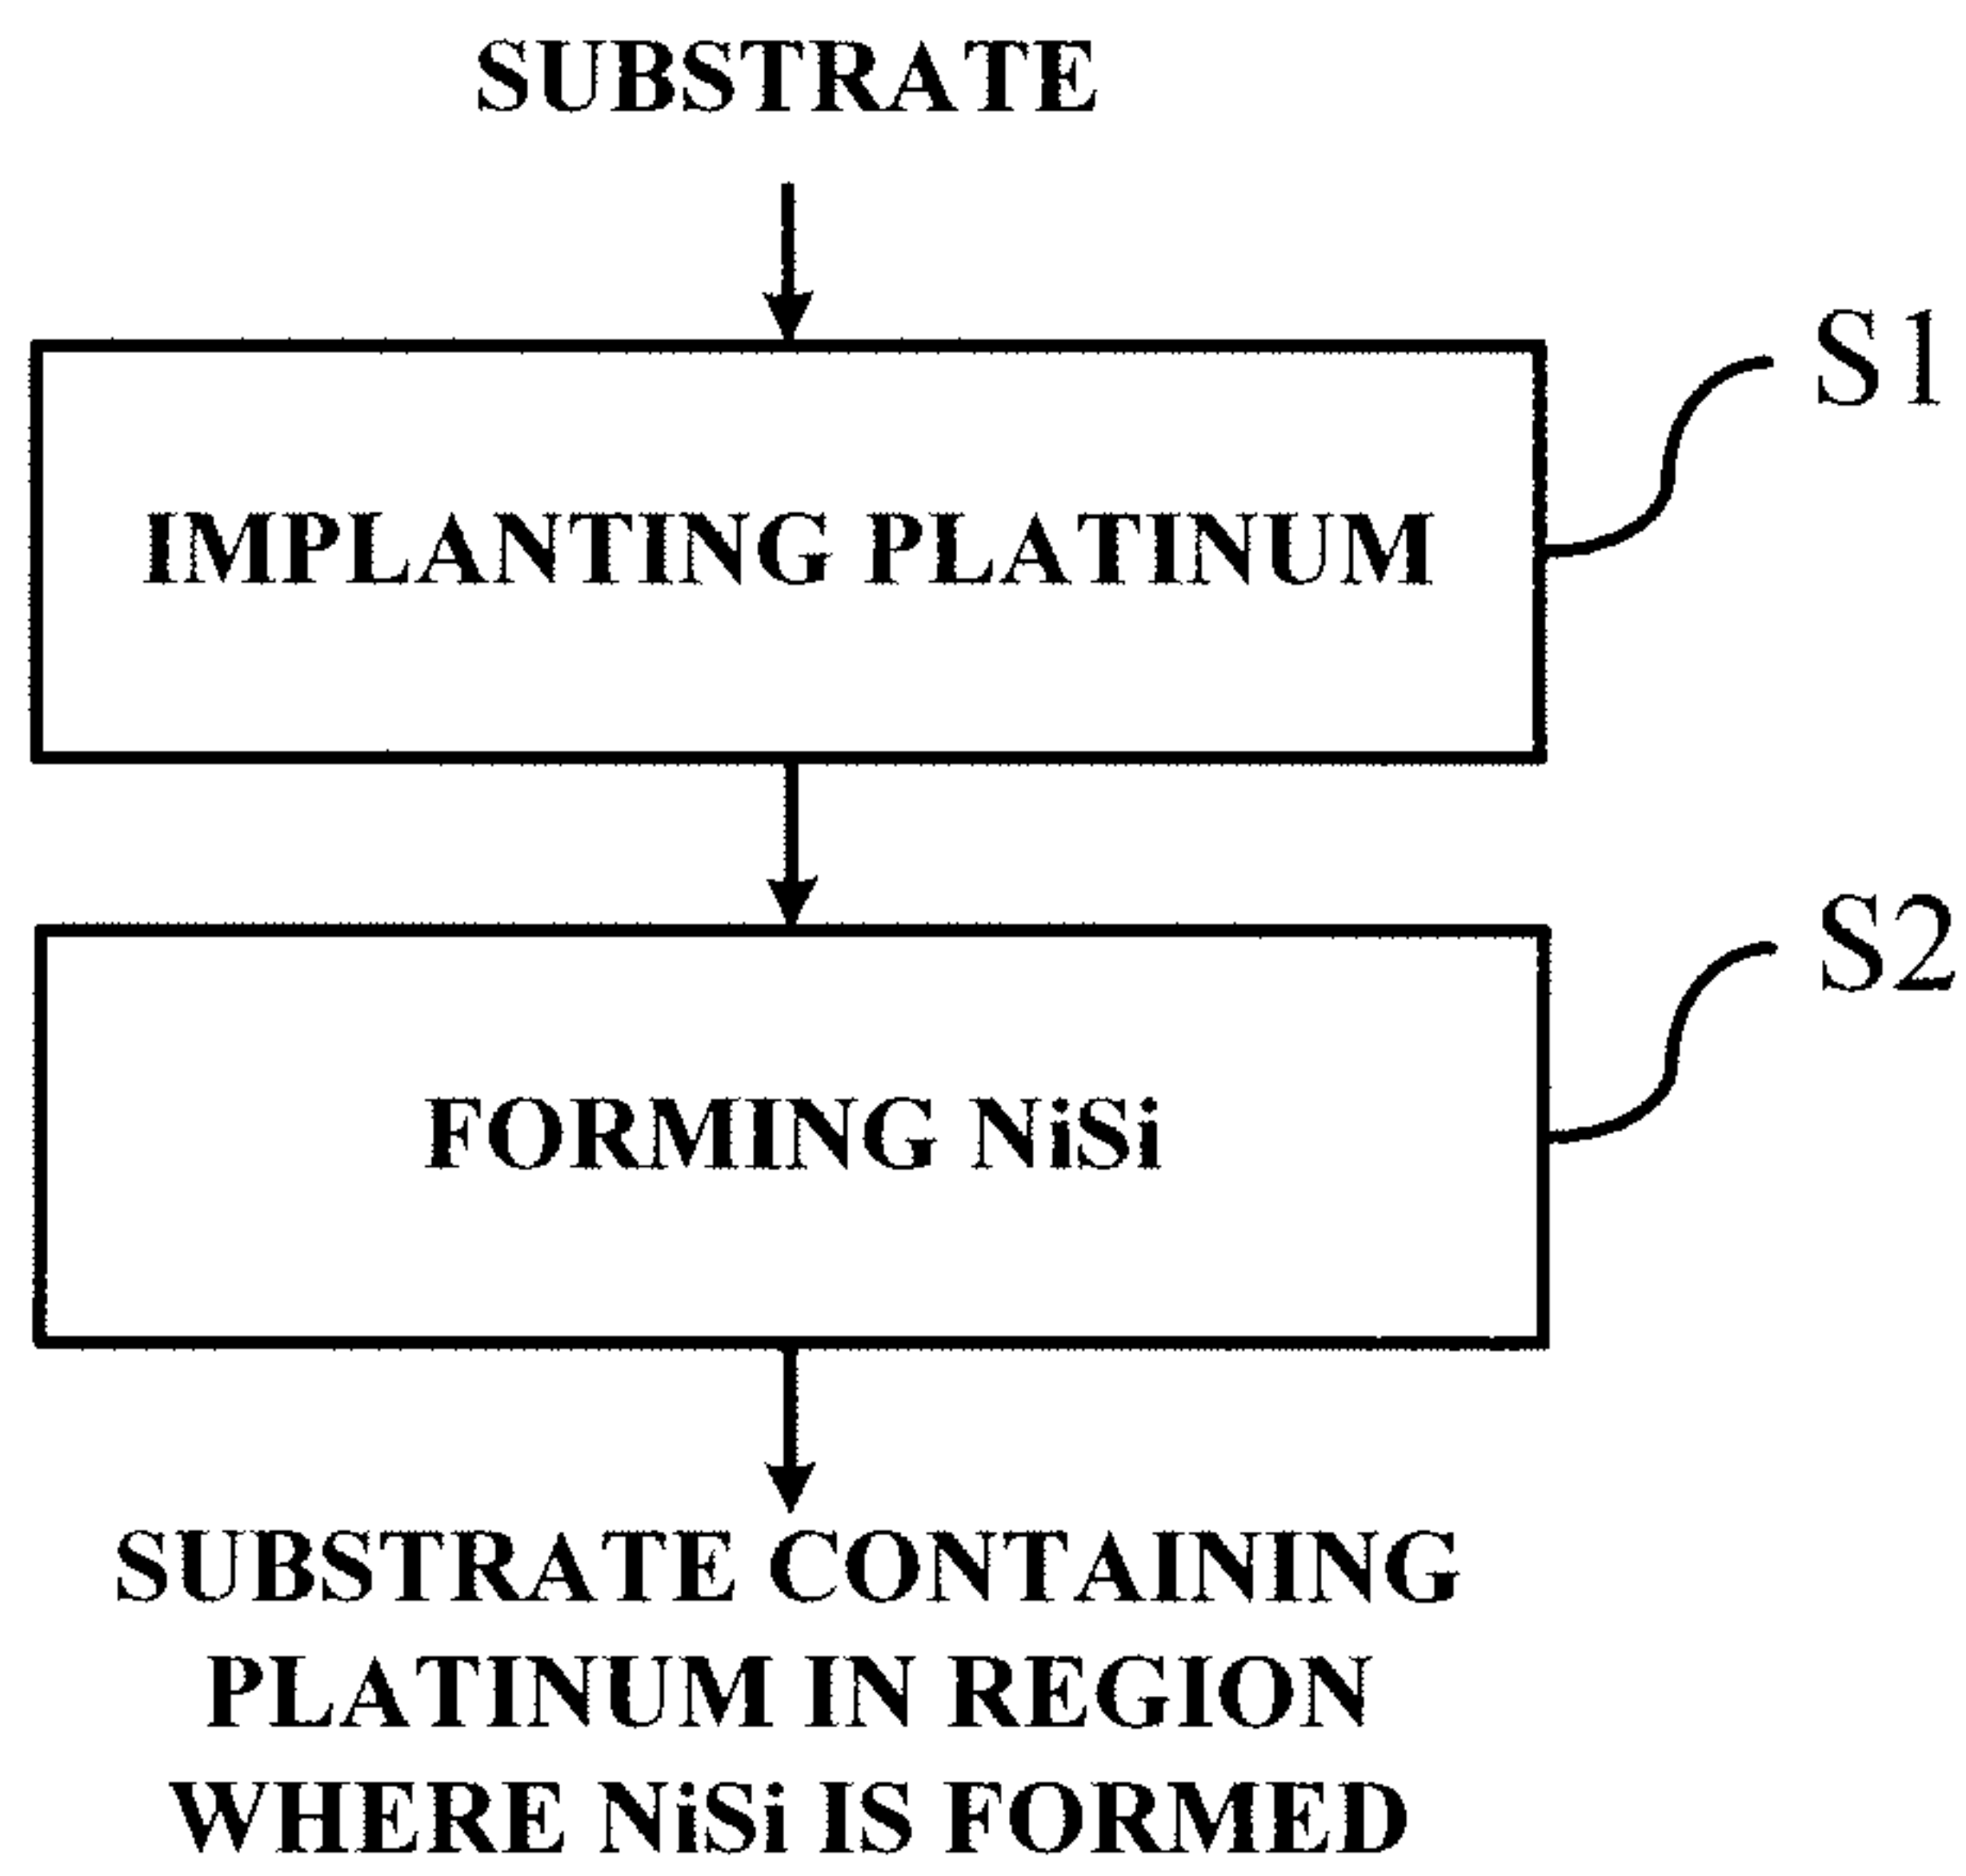 SUBSTRATE
S1
IMPLANTING PLATINUM
S2
FORMING NiSi
SUBSTRATE CONTAINING
PLATINUM IN REGION
WHERE NiSi IS FORMED